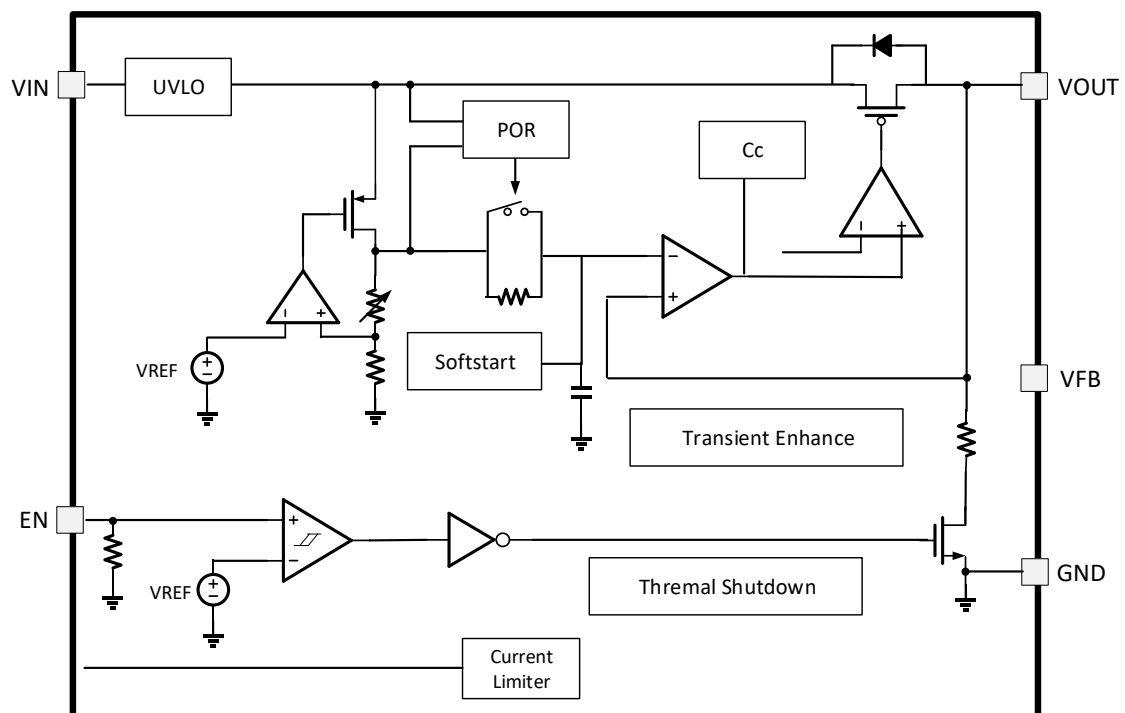 VIN
UVLO
VOUT
POR
Cc
VREF
Softstart
VFB
Transient Enhance
EN
VREF
Thremal Shutdown
GND
Current
Limiter